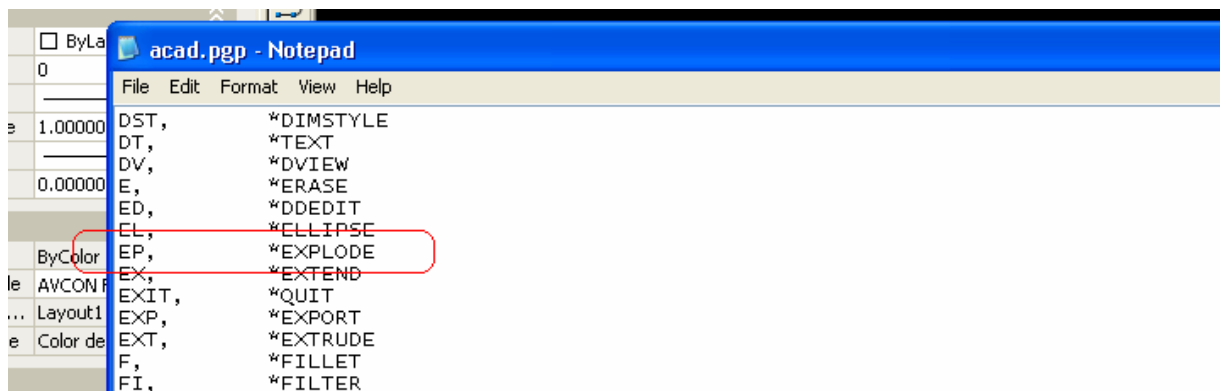 ByLa
0
1.00000
0.00000
ByColor
AVCON
... Layout1
e Color de
acad.pgp - Notepad
File Edit Format View Help
DST, *DIMSTYLE
DT, *TEXT
DV, *DVIEW
E, *ERASE
ED, *DDEDIT
EL, *ELLIPSE
EP, *EXPLODE
EX, *EXTEND
EXIT, *QUIT
EXP, *EXPORT
EXT, *EXTRUDE
F, *FILLET
FI, *FILTER